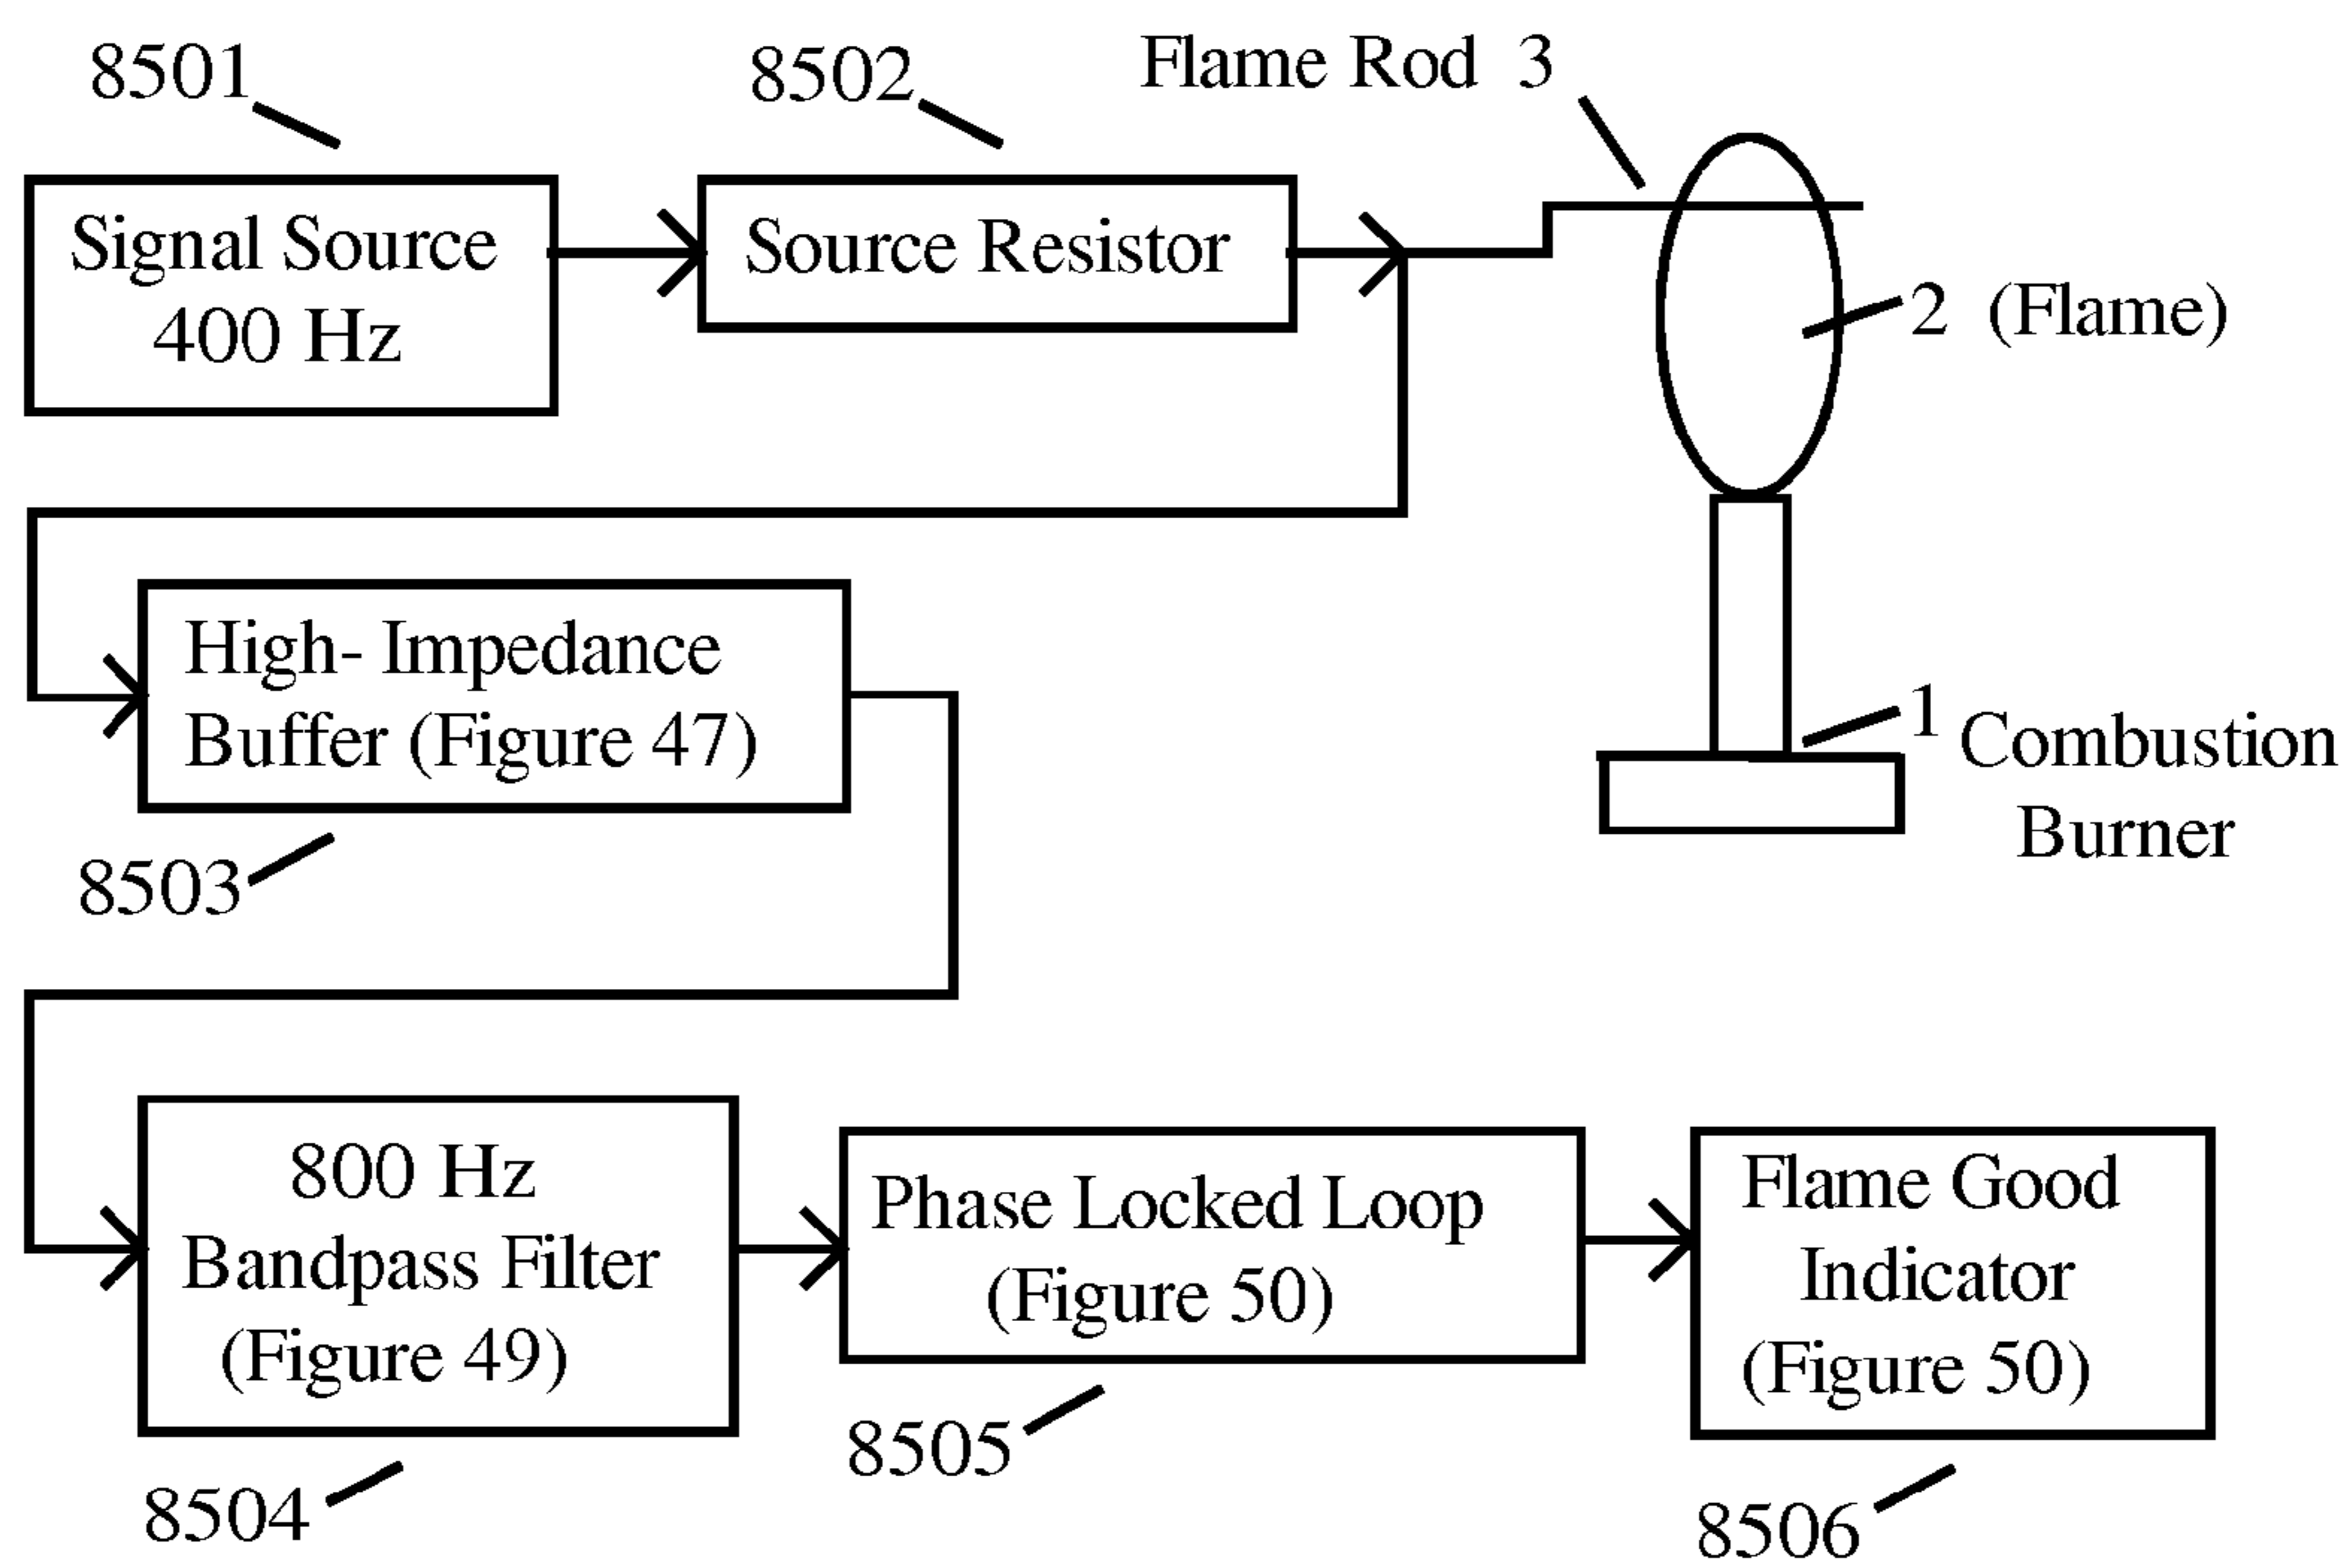 8501
8502
Flame Rod 3
Signal Source
400 Hz
Source Resistor
2 (Flame)
High- Impedance
Buffer (Figure 47)
8503
1 Combustion
Burner
800 Hz
Bandpass Filter
(Figure 49)
8504
Phase Locked Loop
(Figure 50)
8505
Flame Good
Indicator
(Figure 50)
8506